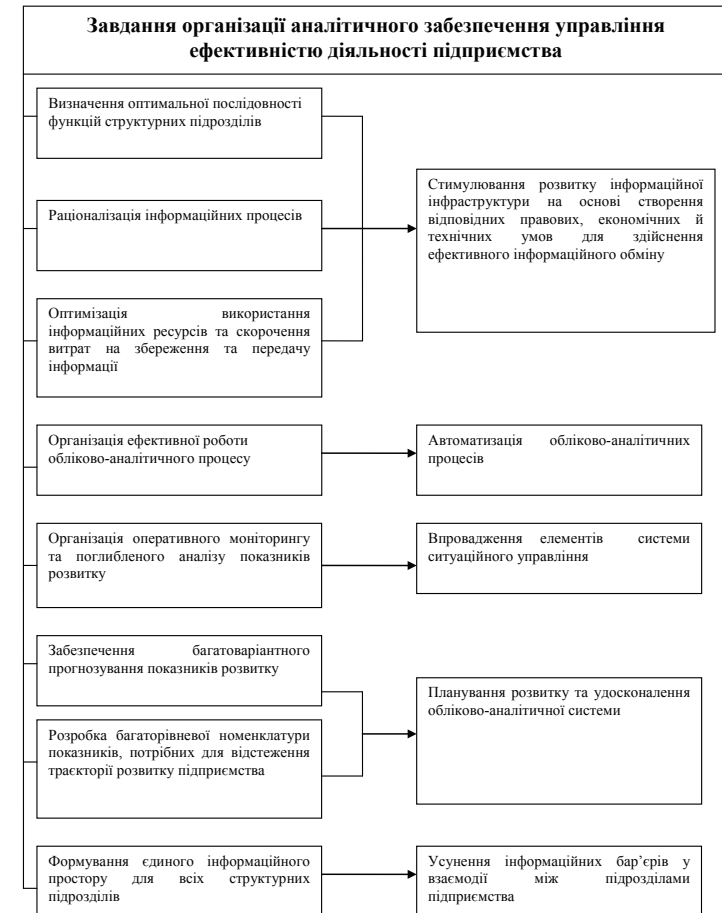 Завдання організації аналітичного забезпечення управління
ефективністю діяльності підприємства
Визначення оптимальної послідовності
функцій структурних підрозділів
Раціоналізація інформаційних процесів
Оптимізація використання
інформаційних ресурсів та скорочення
витрат на збереження та передачу
інформації
Стимулювання розвитку інформаційної
інфраструктури на основі створення
відповідних правових, економічних й
технічних умов для здійснення
ефективного інформаційного обміну
Організація ефективної роботи
обліково-аналітичного процесу
Автоматизація обліково-аналітичних
процесів
Організація оперативного моніторингу
та поглибленого аналізу показників
розвитку
Впровадження елементів системи
ситуаційного управління
Забезпечення багатоваріантного
прогнозування показників розвитку
Розробка багаторівневої номенклатури
показників, потрібних для відстеження
траєкторії розвитку підприємства
Планування розвитку та удосконалення
обліково-аналітичної системи
Формування єдиного інформаційного
простору для всіх структурних
підрозділів
Усунення інформаційних бар’єрів у
взаємодії між підрозділами
підприємства